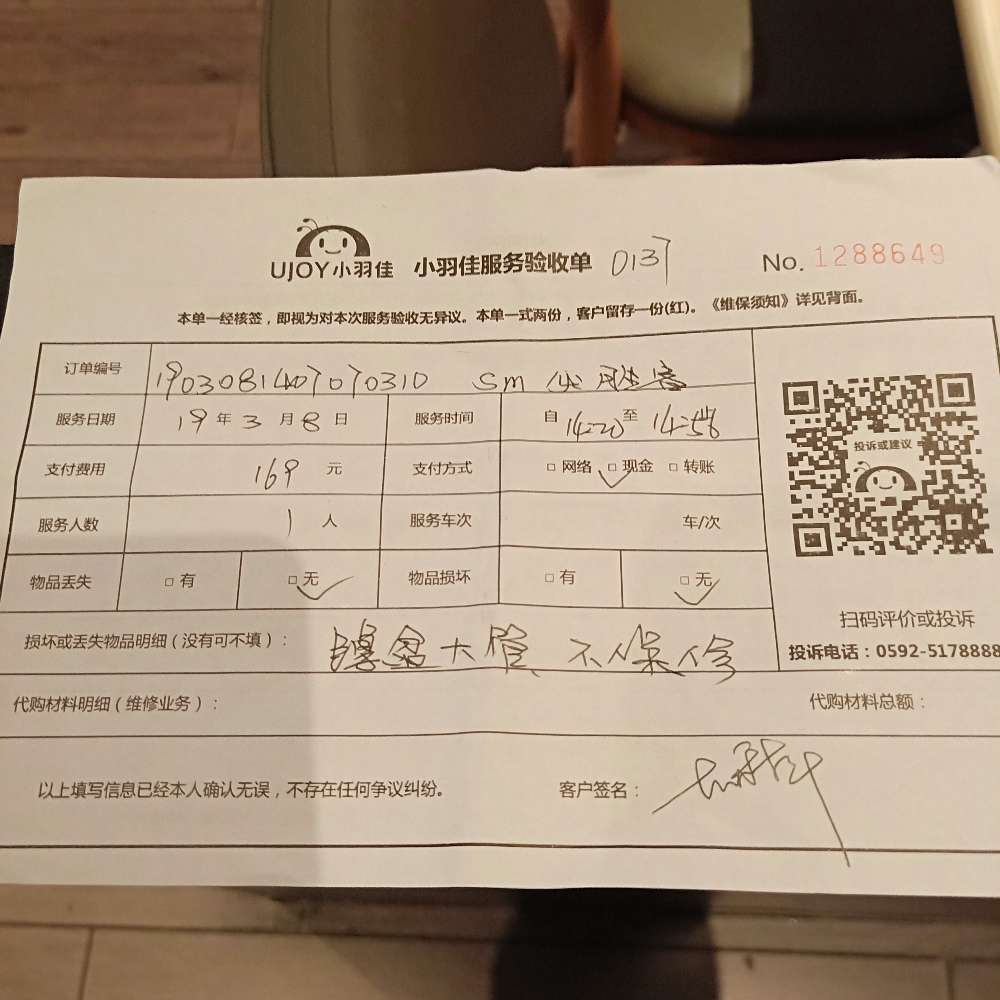 UJOY小羽佳 小羽佳服务验收单 0137 No. 1288649
本单一经核签，即视为对本次服务验收无异议。本单一式两份，客户留存一份(红)。《维保须知》详见背面。
订单编号 190308140707 0310 SM
服务日期 19 年 3 月 8 日 服务时间 自 14:20 至 14:56
支付费用 169 元 支付方式 □ 网络 □ 现金 □ 转账
服务人数 1 人 服务车次 车/次
物品丢失 □ 有 □ 无 物品损坏 □ 有 □ 无
损坏或丢失物品明细（没有可不填）： 大 不保修
代购材料明细（维修业务）： 代购材料总额：
以上填写信息已经本人确认无误，不存在任何争议纠纷。 客户签名：
投诉或建议
扫码评价或投诉
投诉电话：0592-5178888